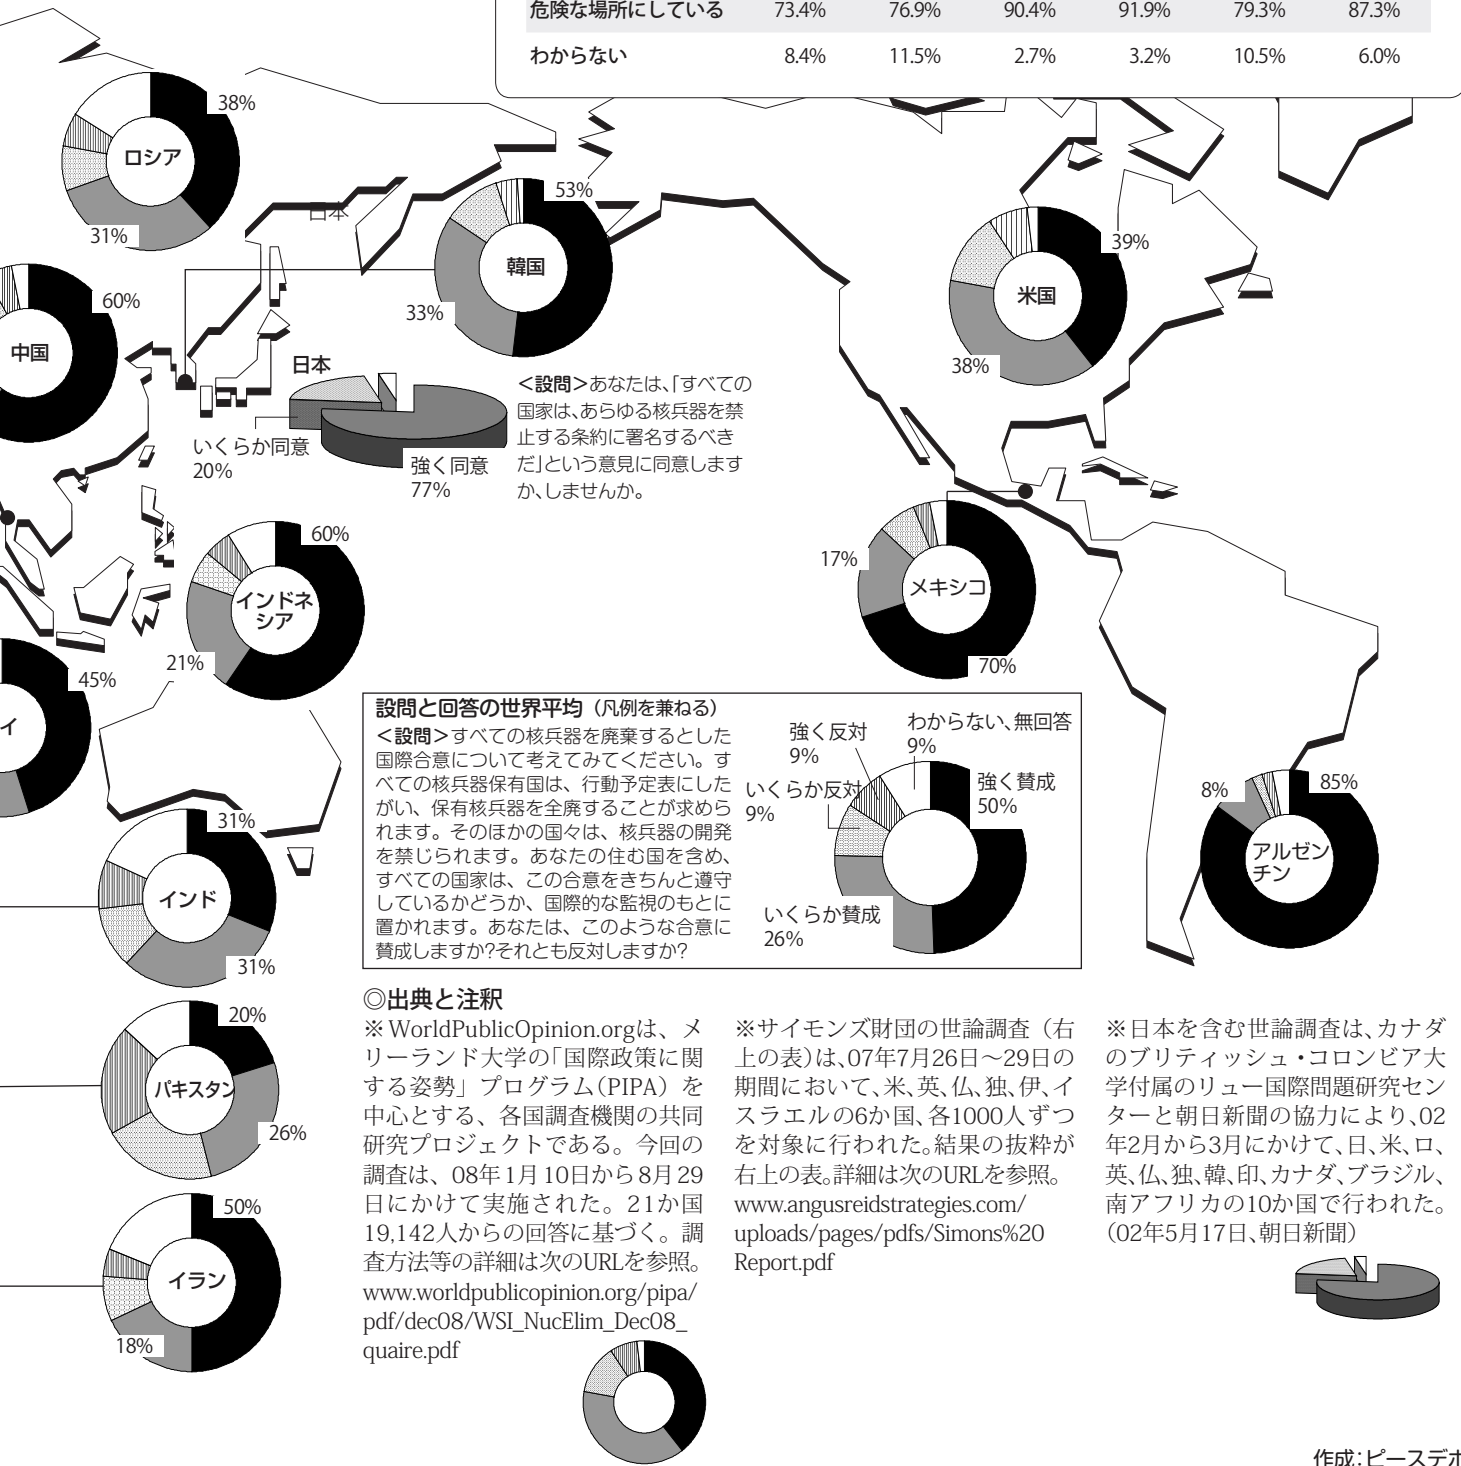 危険な場所にしている 73.4% 76.9% 90.4% 91.9% 79.3% 87.3%
わからない 8.4% 11.5% 2.7% 3.2% 10.5% 6.0%
38%
ロシア
31%
日本
53%
韓国
33%
39%
米国
38%
60%
中国
日本
いくらか同意
20%
強く同意
77%
<設問>あなたは、「すべての
国家は、あらゆる核兵器を禁
止する条約に署名するべき
だ」という意見に同意します
か、しませんか。
60%
インドネ
シア
21%
17%
メキシコ
70%
45%
イ
設問と回答の世界平均（凡例を兼ねる）
<設問>すべての核兵器を廃棄するとした
国際合意について考えてみてください。す
べての核兵器保有国は、行動予定表にした
がい、保有核兵器を全廃することが求めら
れます。そのほかの国々は、核兵器の開発
を禁じられます。あなたの住む国を含め、
すべての国家は、この合意をきちんと遵守
しているかどうか、国際的な監視のもとに
置かれます。あなたは、このような合意に
賛成しますか?それとも反対しますか?
強く反対
9%
わからない、無回答
9%
いくらか反対
9%
強く賛成
50%
いくらか賛成
26%
8%
85%
アルゼン
チン
31%
インド
31%
20%
パキスタン
26%
50%
イラン
18%
◎出典と注釈
※WorldPublicOpinion.orgは、メ
リーランド大学の「国際政策に関
する姿勢」プログラム（PIPA）を
中心とする、各国調査機関の共同
研究プロジェクトである。今回の
調査は、08年1月10日から8月29
日にかけて実施された。21か国
19,142人からの回答に基づく。調
査方法等の詳細は次のURLを参照。
www.worldpublicopinion.org/pipa/
pdf/dec08/WSI_NucElim_Dec08_
quaire.pdf
※サイモンズ財団の世論調査（右
上の表）は、07年7月26日～29日の
期間において、米、英、仏、独、伊、イ
スラエルの6か国、各1000人ずつ
を対象に行われた。結果の抜粋が
右上の表。詳細は次のURLを参照。
www.angusreidstrategies.com/
uploads/pages/pdfs/Simons%20
Report.pdf
※日本を含む世論調査は、カナダ
のブリティッシュ・コロンビア大
学付属のリュー国際問題研究セン
ターと朝日新聞の協力により、02
年2月から3月にかけて、日、米、ロ、
英、仏、独、韓、印、カナダ、ブラジル、
南アフリカの10か国で行われた。
（02年5月17日、朝日新聞）
作成：ピースデポ